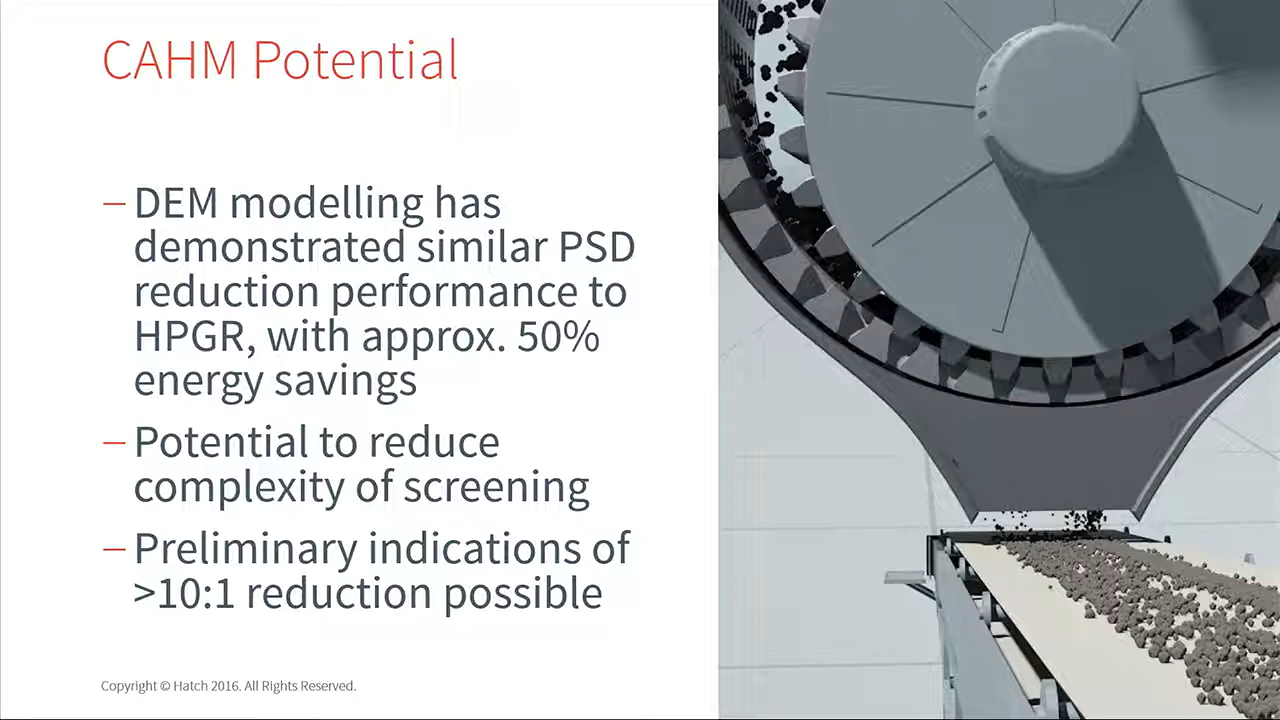 CAHM Potential
– DEM modelling has
demonstrated similar PSD
reduction performance to
HPGR, with approx. 50%
energy savings
– Potential to reduce
complexity of screening
– Preliminary indications of
>10:1 reduction possible
Copyright © Hatch 2016. All Rights Reserved.